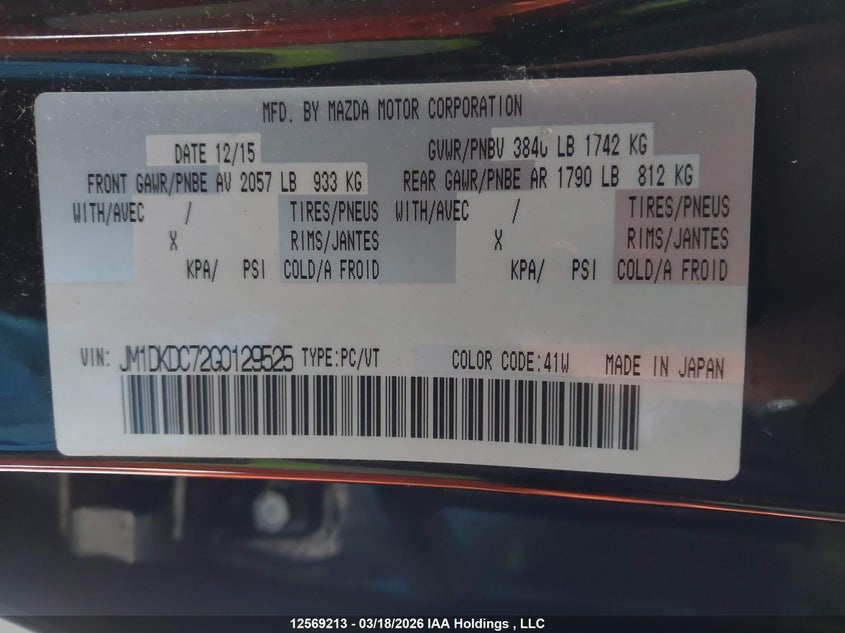 MFD. BY MAZDA MOTOR CORPORATION
DATE 12/15 GVWR/PNBV LB 1742 KG
FRONT GAWR/PNBE AV 2057 LB 933 KG REAR GAWR/PNBE AR 1790 LB 812 KG
WITH/AVEC / TIRES/PNEUS WITH/AVEC / TIRES/PNEUS
X RIMS/JANTES X RIMS/JANTES
KPA/ PSI COLD/A FROID KPA/ PSI COLD/A FROID
VIN: JM1DKDC72G0129525 TYPE:PC/VT COLOR CODE:41W MADE IN JAPAN
12569213 - 03/18/2026 IAA Holdings , LLC